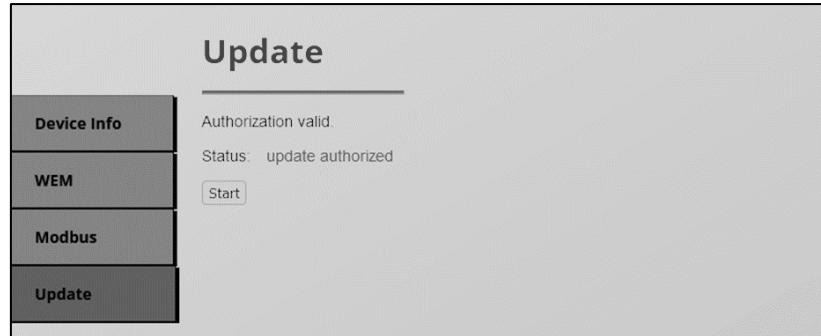 Update
Device Info
WEM
Modbus
Update
Authorization valid.
Status: update authorized
Start